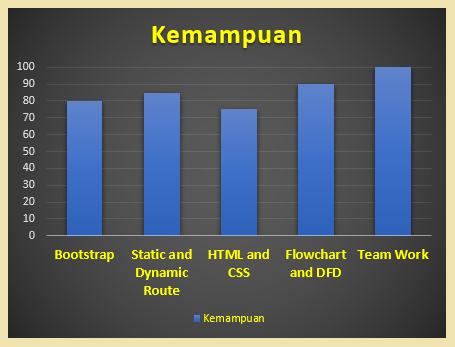 Kemampuan
100
90
80
70
60
50
40
30
20
10
0
Bootstrap
Static and
Dynamic
Route
HTML and
CSS
Flowchart
and DFD
Team Work
Kemampuan